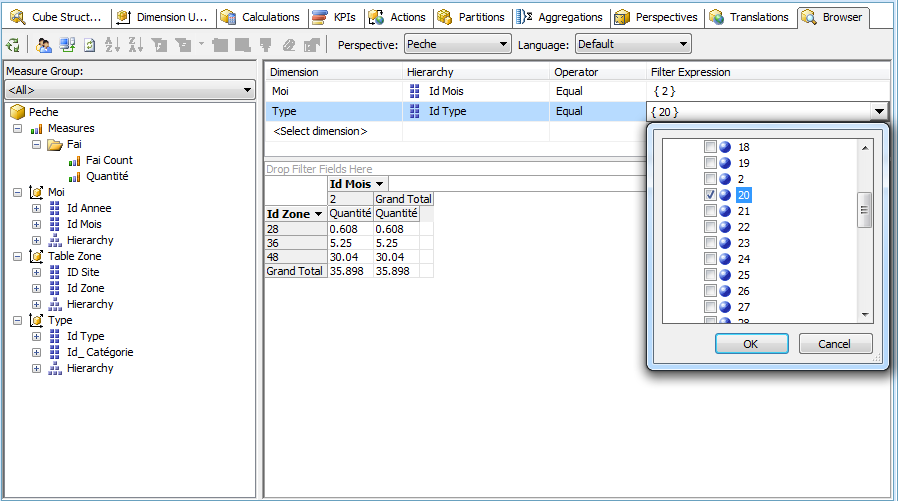 Cube Struct... Dimension U... Calculations KPIs Actions Partitions Aggregations Perspectives Translations Browser
Perspective: Peche Language: Default
Measure Group:
<All>
Peche
Measures
Fai
Fai Count
Quantité
Moi
Id Annee
Id Mois
Hierarchy
Table Zone
ID Site
Id Zone
Hierarchy
Type
Id Type
Id_ Catégorie
Hierarchy
Dimension Hierarchy Operator Filter Expression
Moi Id Mois Equal { 2 }
Type Id Type Equal { 20 }
<Select dimension>
Drop Filter Fields Here
Id Mois
2 Grand Total
Id Zone Quantité Quantité
28 0.608 0.608
36 5.25 5.25
48 30.04 30.04
Grand Total 35.898 35.898
18
19
2
20
21
22
23
24
25
26
27
28
OK Cancel